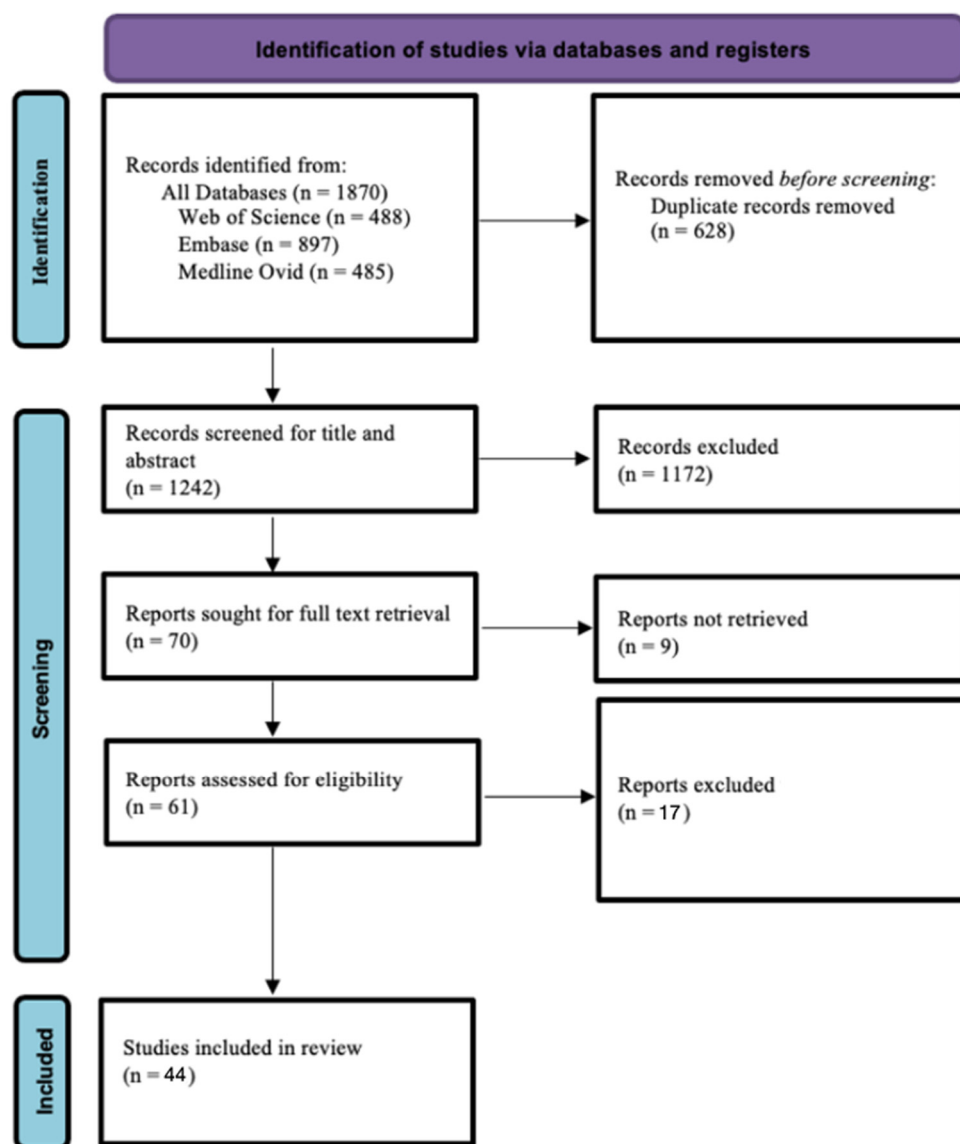 Identification of studies via databases and registers
Identification
Records identified from:
All Databases (n = 1870)
Web of Science (n = 488)
Embase (n = 897)
Medline Ovid (n = 485)
Records removed before screening:
Duplicate records removed
(n = 628)
Screening
Records screened for title and
abstract
(n = 1242)
Records excluded
(n = 1172)
Reports sought for full text retrieval
(n = 70)
Reports not retrieved
(n = 9)
Reports assessed for eligibility
(n = 61)
Reports excluded
(n = 17)
Included
Studies included in review
(n = 44)